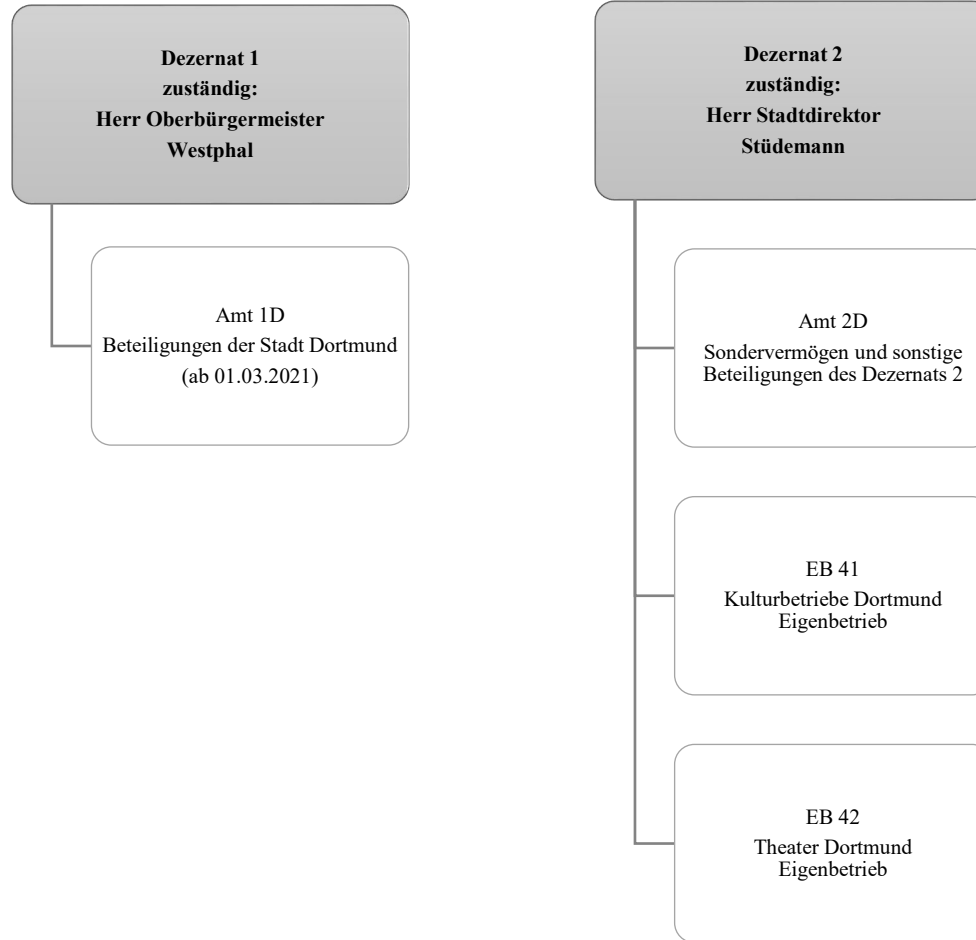 Dezernat 1
zuständig:
Herr Oberbürgermeister
Westphal
Amt 1D
Beteiligungen der Stadt Dortmund
(ab 01.03.2021)
Dezernat 2
zuständig:
Herr Stadtdirektor
Stüdemann
Amt 2D
Sondervermögen und sonstige
Beteiligungen des Dezernats 2
EB 41
Kulturbetriebe Dortmund
Eigenbetrieb
EB 42
Theater Dortmund
Eigenbetrieb